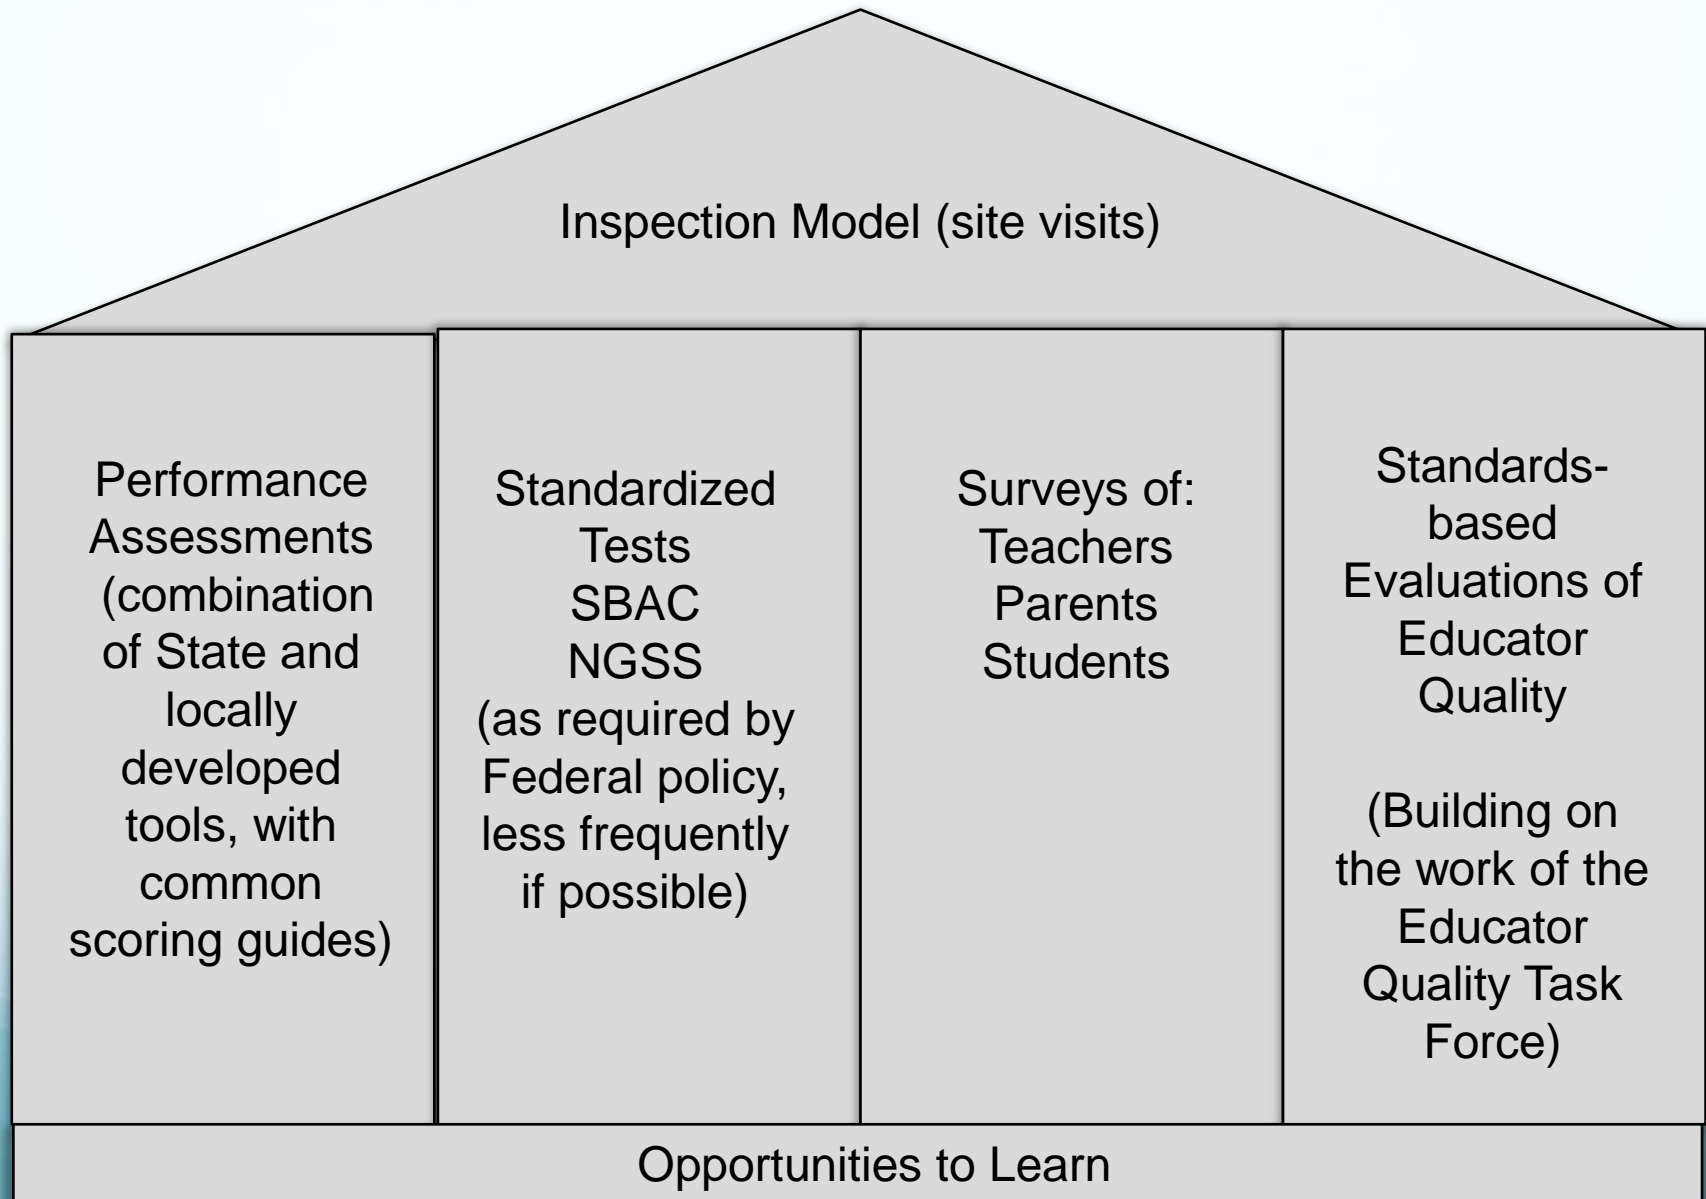 Inspection Model (site visits)
Performance
Assessments
(combination
of State and
locally
developed
tools, with
common
scoring guides)
Standardized
Tests
SBAC
NGSS
(as required by
Federal policy,
less frequently
if possible)
Surveys of:
Teachers
Parents
Students
Standards-
based
Evaluations of
Educator
Quality
(Building on
the work of the
Educator
Quality Task
Force)
Opportunities to Learn